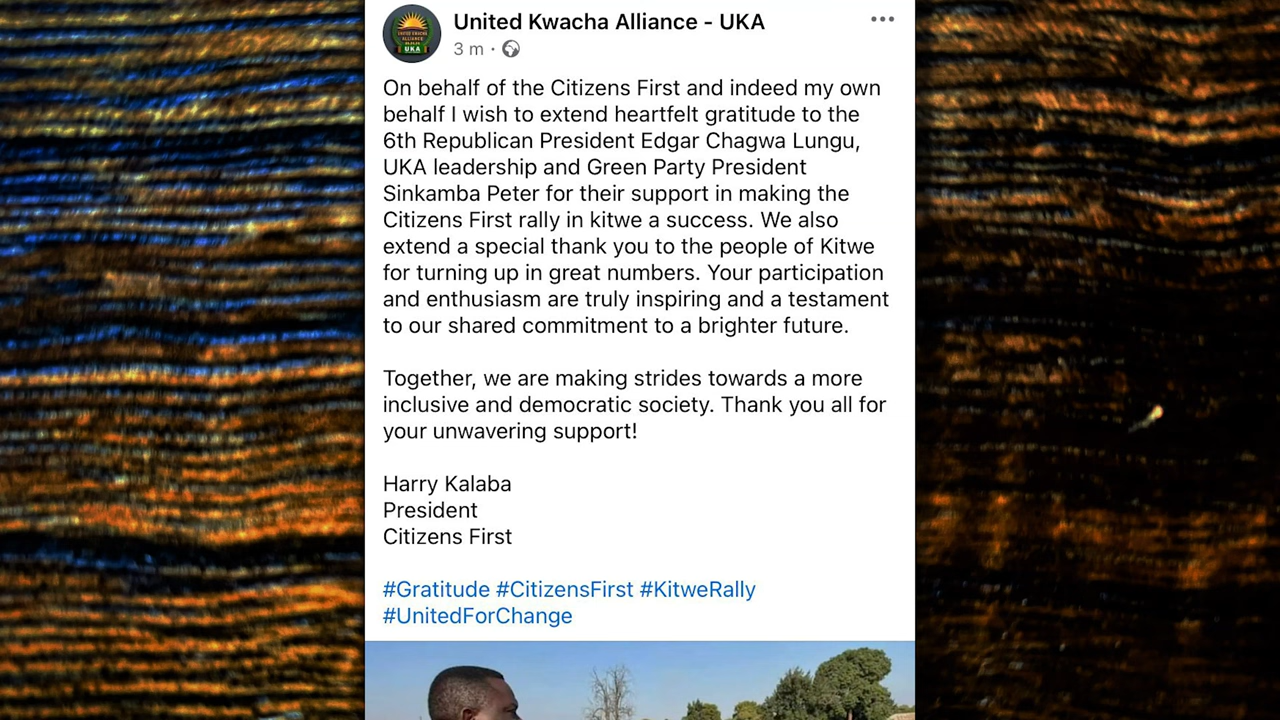 United Kwacha Alliance - UKA
3 m ·
On behalf of the Citizens First and indeed my own
behalf I wish to extend heartfelt gratitude to the
6th Republican President Edgar Chagwa Lungu,
UKA leadership and Green Party President
Sinkamba Peter for their support in making the
Citizens First rally in kitwe a success. We also
extend a special thank you to the people of Kitwe
for turning up in great numbers. Your participation
and enthusiasm are truly inspiring and a testament
to our shared commitment to a brighter future.
Together, we are making strides towards a more
inclusive and democratic society. Thank you all for
your unwavering support!
Harry Kalaba
President
Citizens First
#Gratitude #CitizensFirst #KitweRally
#UnitedForChange
UNITED KWACHA
ALLIANCE
UKA